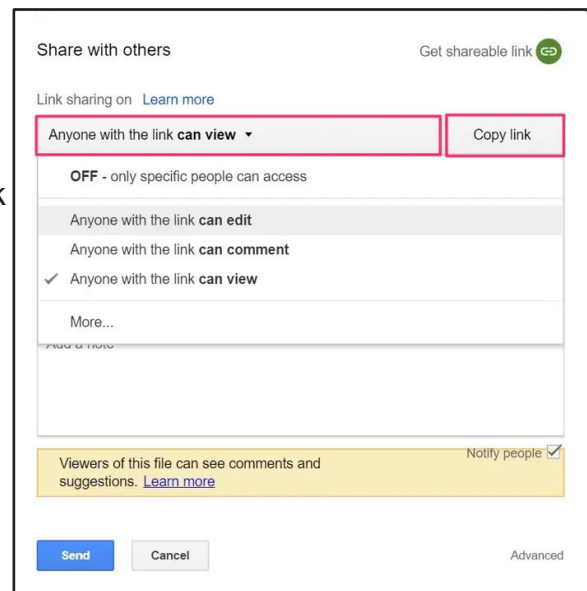 Share with others
Get shareable link
Link sharing on Learn more
Anyone with the link can view
Copy link
OFF - only specific people can access
k
Anyone with the link can edit
Anyone with the link can comment
Anyone with the link can view
More...
Add a note
Notify people
Viewers of this file can see comments and
suggestions. Learn more
Send
Cancel
Advanced